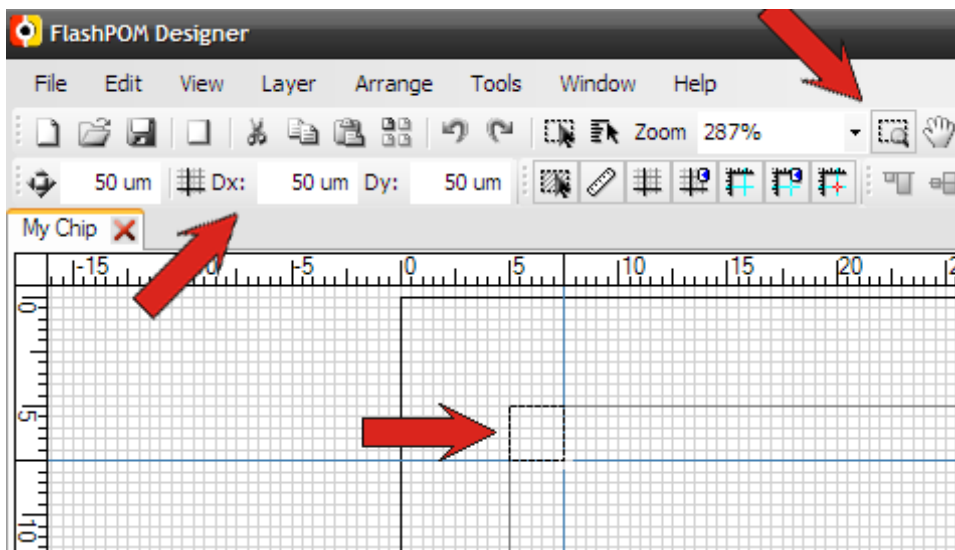 FlashPOM Designer
File Edit View Layer Arrange Tools Window Help
Zoom 287%
50 um Dx: 50 um Dy: 50 um
My Chip
-15 -5 0 5 10 15 20
0
5
10